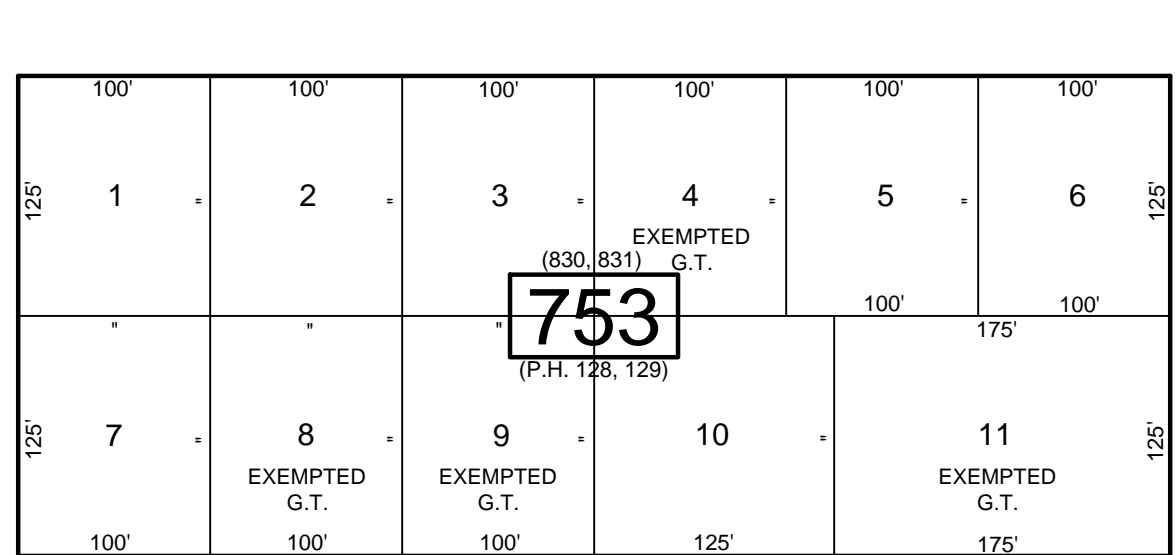 100' 100' 100' 100' 100' 100'
125' 1 " 2 " 3 " 4 " 5 " 6 125'
EXEMPTED
G.T.
(830, 831)
753
(P.H. 128, 129)
100' 100'
" " " 175'
125' 7 " 8 " 9 " 10 " 11 125'
EXEMPTED EXEMPTED EXEMPTED
G.T. G.T. G.T.
100' 100' 100' 125' 175'